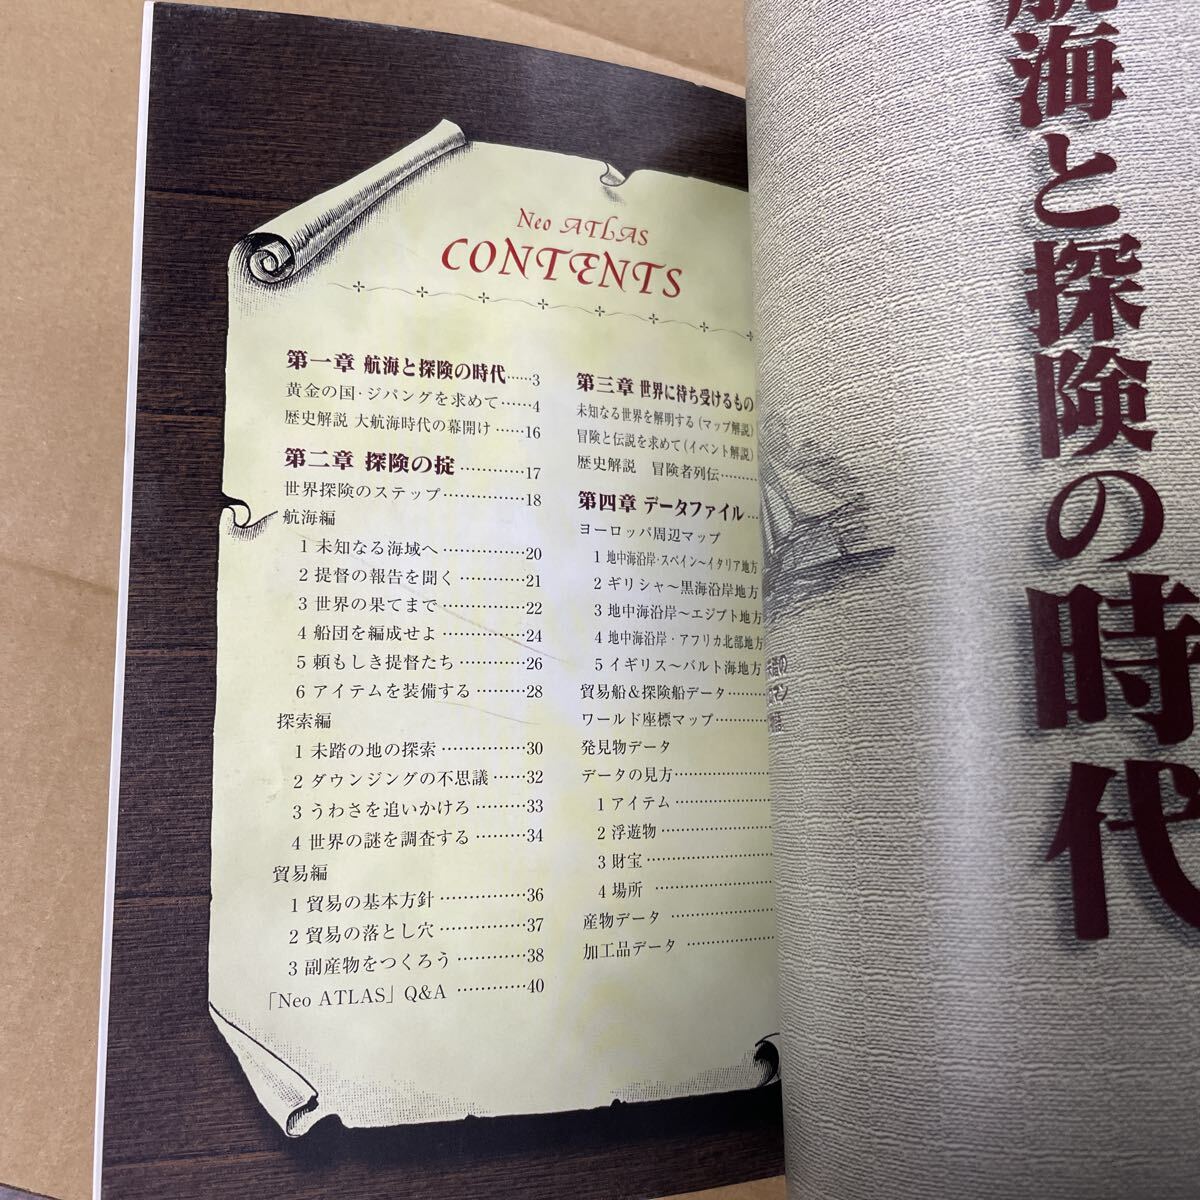 Neo ATLAS
CONTENTS
第一章 航海と探険の時代……3
黄金の国・ジパングを求めて……4
歴史解説 大航海時代の幕開け……16
第二章 探険の掟…………17
世界探険のステップ……………18
航海編
1 未知なる海域へ……………20
2 提督の報告を聞く…………21
3 世界の果てまで……………22
4 船団を編成せよ……………24
5 頼もしき提督たち…………26
6 アイテムを装備する………28
探索編
1 未踏の地の探索……………30
2 ダウンジングの不思議……32
3 うわさを追いかけろ………33
4 世界の謎を調査する………34
貿易編
1 貿易の基本方針……………36
2 貿易の落とし穴……………37
3 副産物をつくろう…………38
「Neo ATLAS」Q&A…………40
第三章 世界に待ち受けるもの
未知なる世界を解明する（マップ解説）
冒険と伝説を求めて（イベント解説）
歴史解説 冒険者列伝………
第四章 データファイル…
ヨーロッパ周辺マップ
1 地中海沿岸・スペイン〜イタリア地方
2 ギリシャ〜黒海沿岸地方
3 地中海沿岸〜エジプト地方
4 地中海沿岸・アフリカ北部地方
5 イギリス〜バルト海地方
貿易船＆探険船データ………
ワールド座標マップ………
発見物データ
データの見方……………
1 アイテム……………
2 浮遊物………………
3 財宝…………………
4 場所…………………
産物データ……………
加工品データ…………
航海と探険の時代